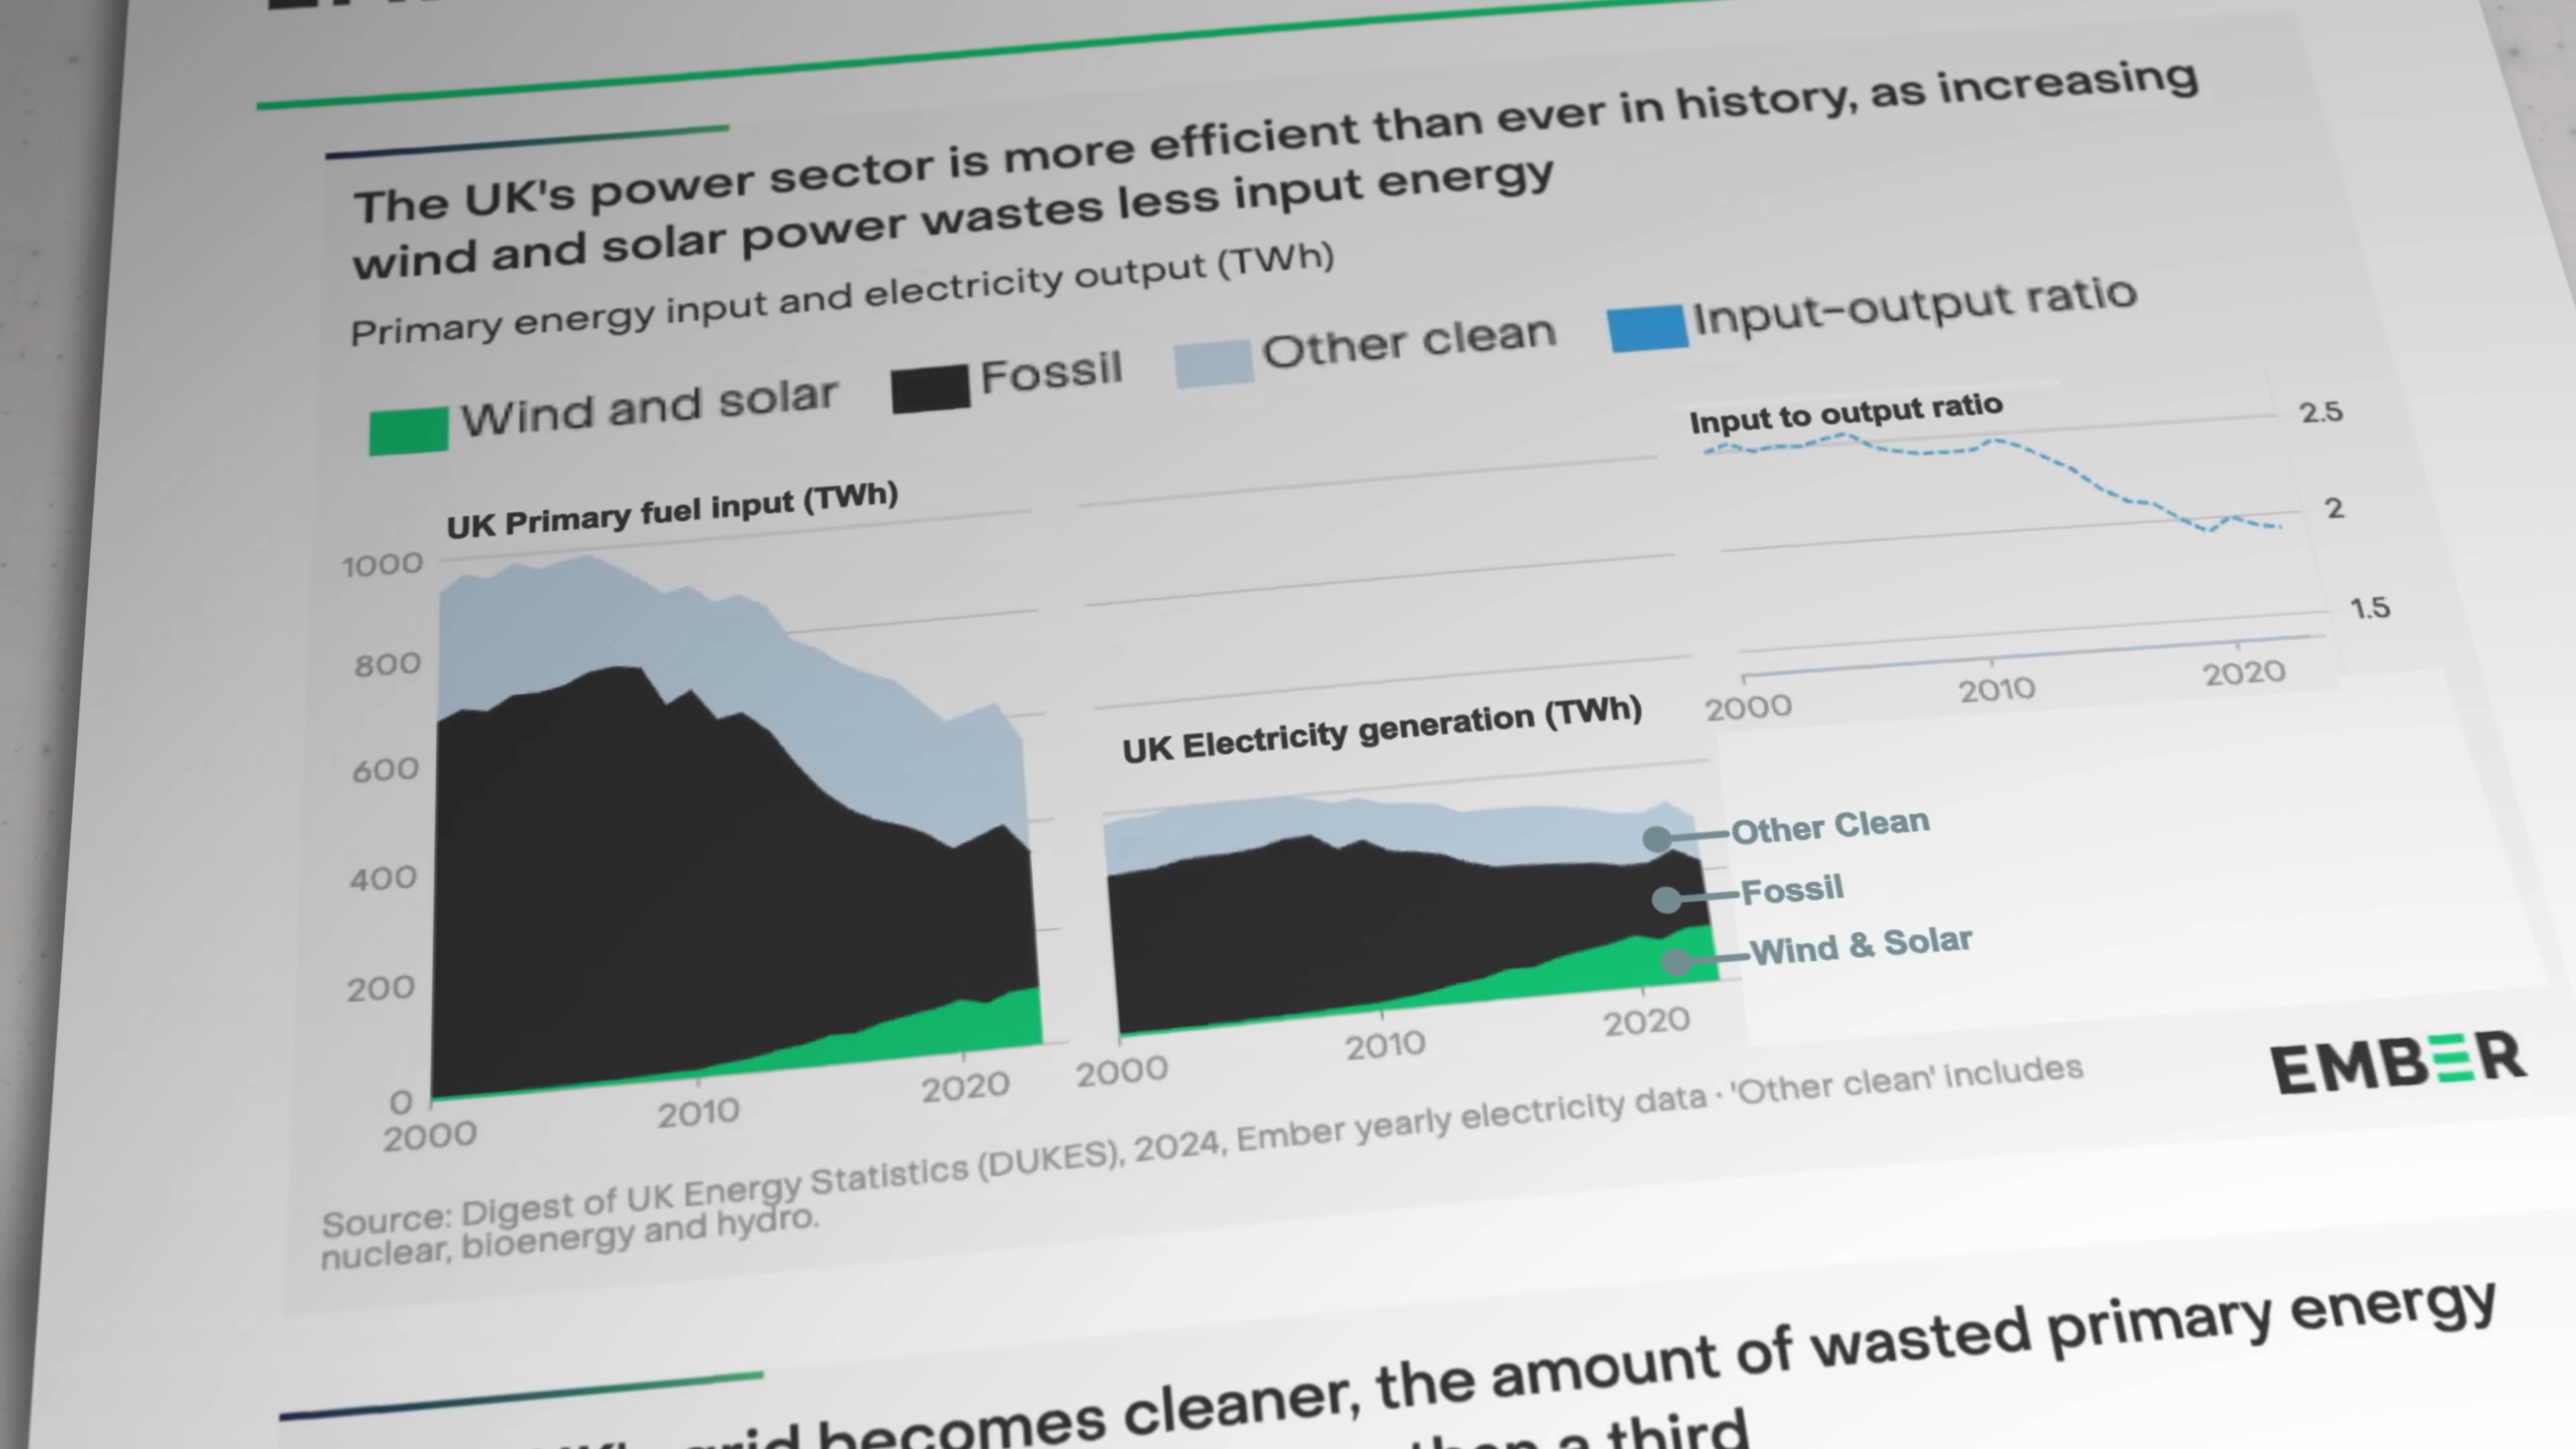 The UK's power sector is more efficient than ever in history, as increasing
wind and solar power wastes less input energy
Primary energy input and electricity output (TWh)
Wind and solar
Fossil
Other clean
Input-output ratio
UK Primary fuel input (TWh)
1000
800
600
400
200
0
2000
2010
2020
UK Electricity generation (TWh)
2000
2010
2020
Other Clean
Fossil
Wind & Solar
Input to output ratio
2.5
2
1.5
2000
2010
2020
Source: Digest of UK Energy Statistics (DUKES), 2024, Ember yearly electricity data · 'Other clean' includes
nuclear, bioenergy and hydro.
EMBER
grid becomes cleaner, the amount of wasted primary energy
than a third